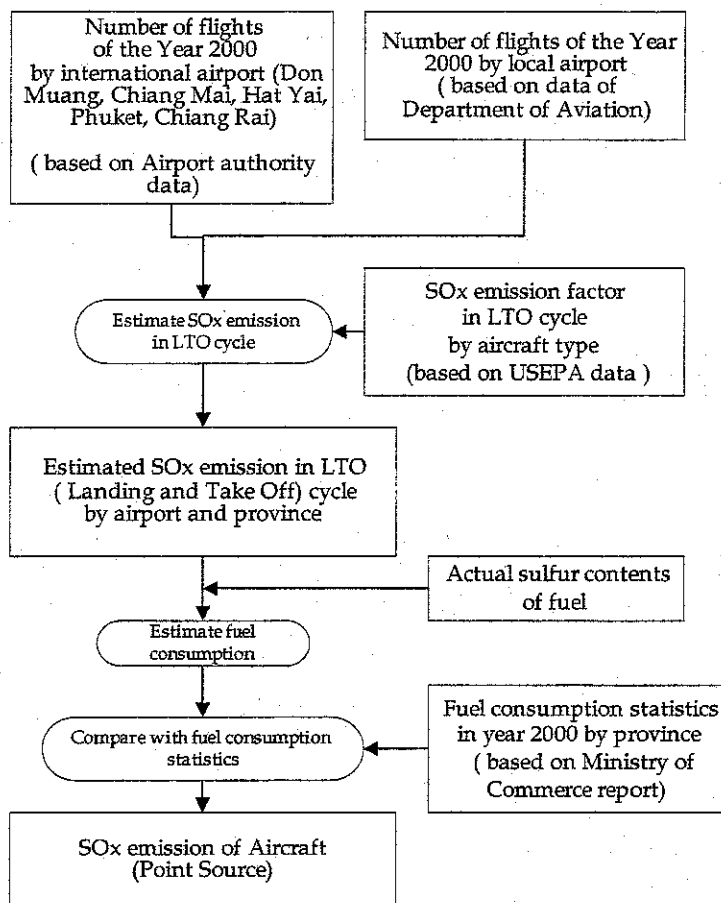 Number of flights
of the Year 2000
by international airport (Don
Muang, Chiang Mai, Hat Yai,
Phuket, Chiang Rai)
( based on Airport authority
data)
Number of flights of the Year
2000 by local airport
( based on data of
Department of Aviation)
Estimate SOx emission
in LTO cycle
SOx emission factor
in LTO cycle
by aircraft type
(based on USEPA data )
Estimated SOx emission in LTO
( Landing and Take Off) cycle
by airport and province
Actual sulfur contents
of fuel
Estimate fuel
consumption
Compare with fuel consumption
statistics
Fuel consumption statistics
in year 2000 by province
( based on Ministry of
Commerce report)
SOx emission of Aircraft
(Point Source)